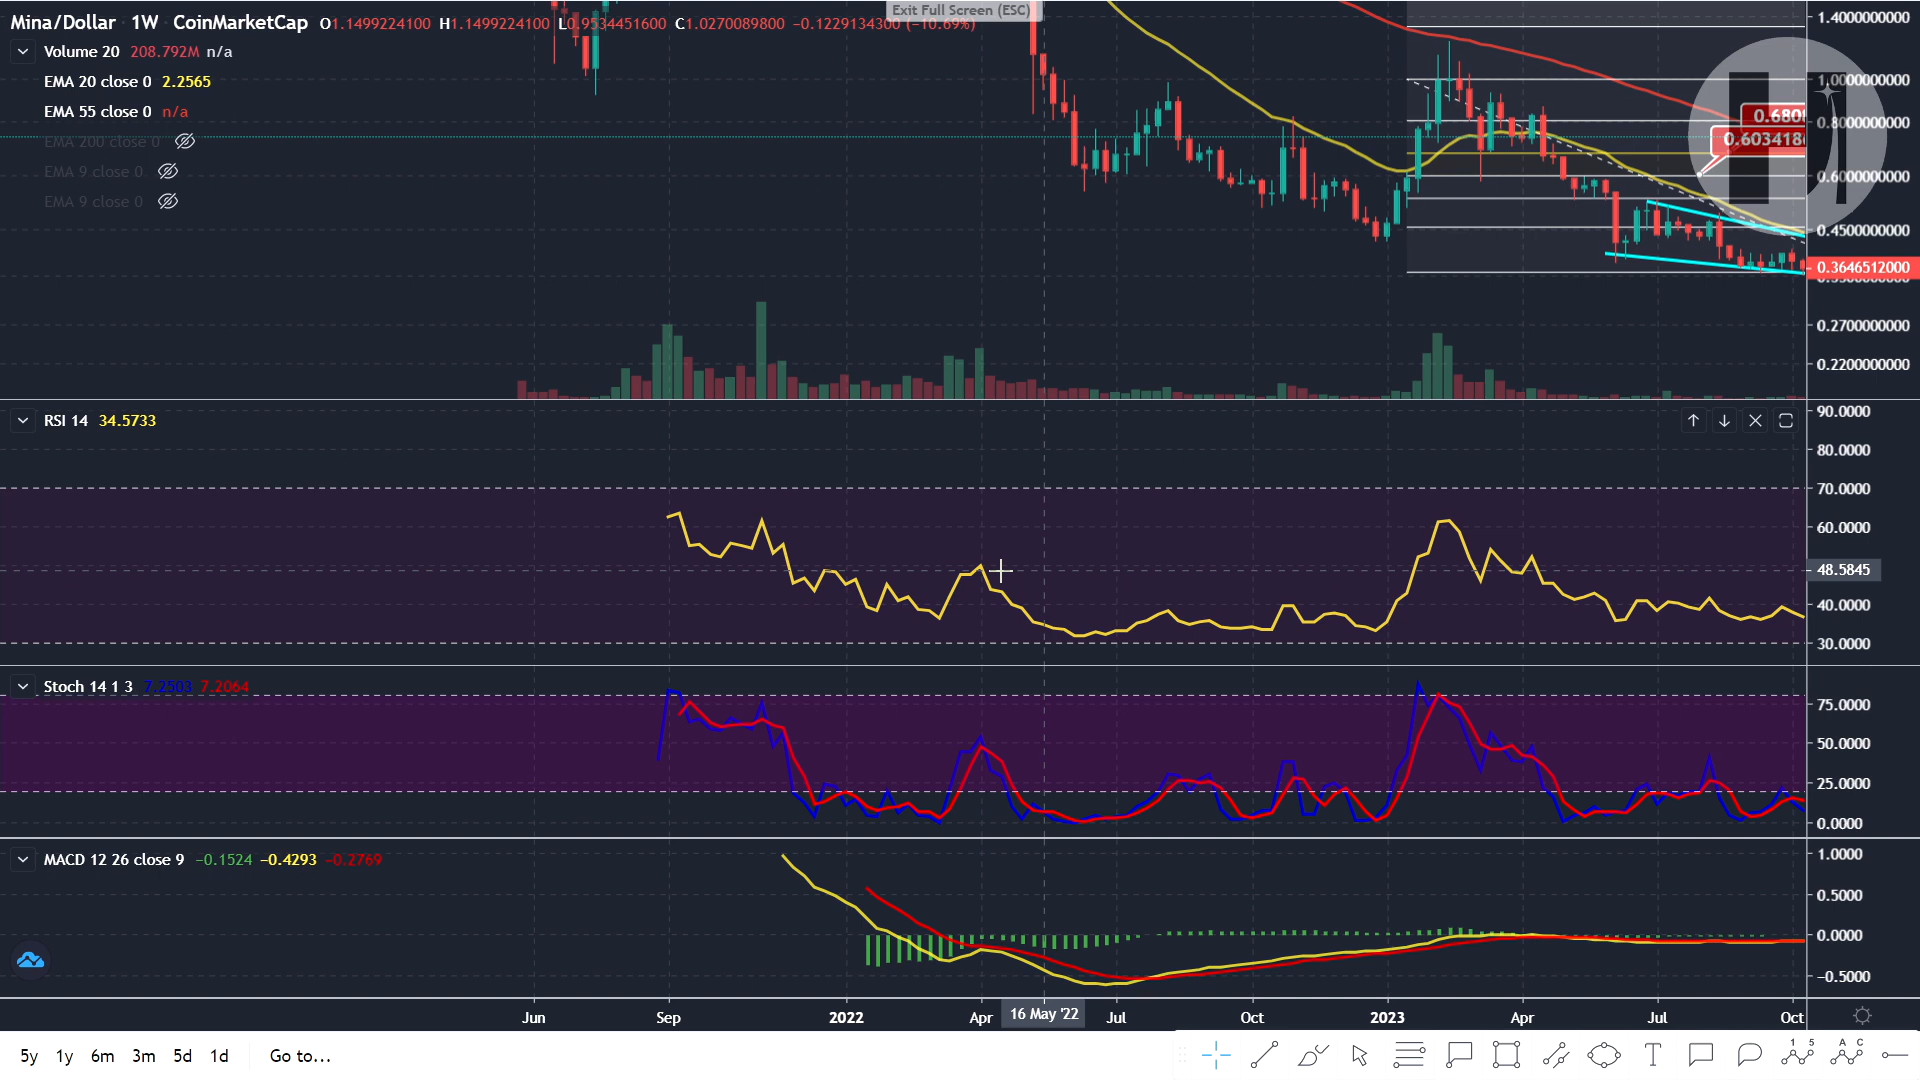 Exit Full Screen (ESC)
Mina/Dollar 1W CoinMarketCap O1.1499224100 H1.1499224100 L0.9534451600 C1.0270089800 −0.1229134300 (−10.69%)
Volume 20 208.792M n/a
EMA 20 close 0 2.2565
EMA 55 close 0 n/a
EMA 200 close 0
EMA 9 close 0
EMA 9 close 0
1.4000000000
1.0000000000
0.8000000000
0.6000000000
0.4500000000
0.3646512000
0.2700000000
0.2200000000
RSI 14 34.5733
90.0000
80.0000
70.0000
60.0000
48.5845
40.0000
30.0000
Stoch 14 1 3 7.2503 7.2064
75.0000
50.0000
25.0000
0.0000
MACD 12 26 close 9 −0.1524 −0.4293 −0.2769
1.0000
0.5000
0.0000
−0.5000
Jun Sep 2022 Apr 16 May '22 Jul Oct 2023 Apr Jul Oct
5y 1y 6m 3m 5d 1d Go to...